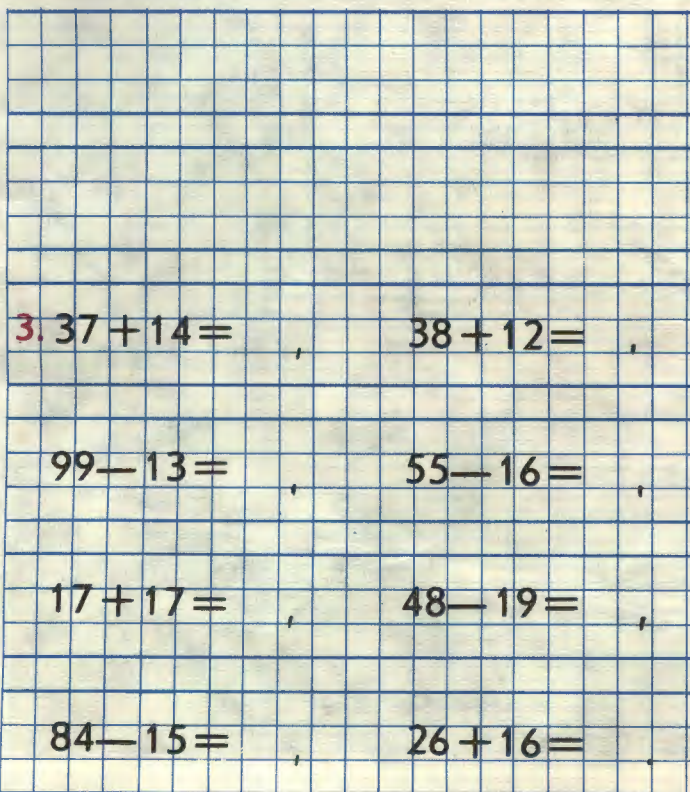 3. 37+14= , 38+12= ,
99—13= , 55—16= ,
17+17= , 48—19= ,
84—15= , 26+16= .